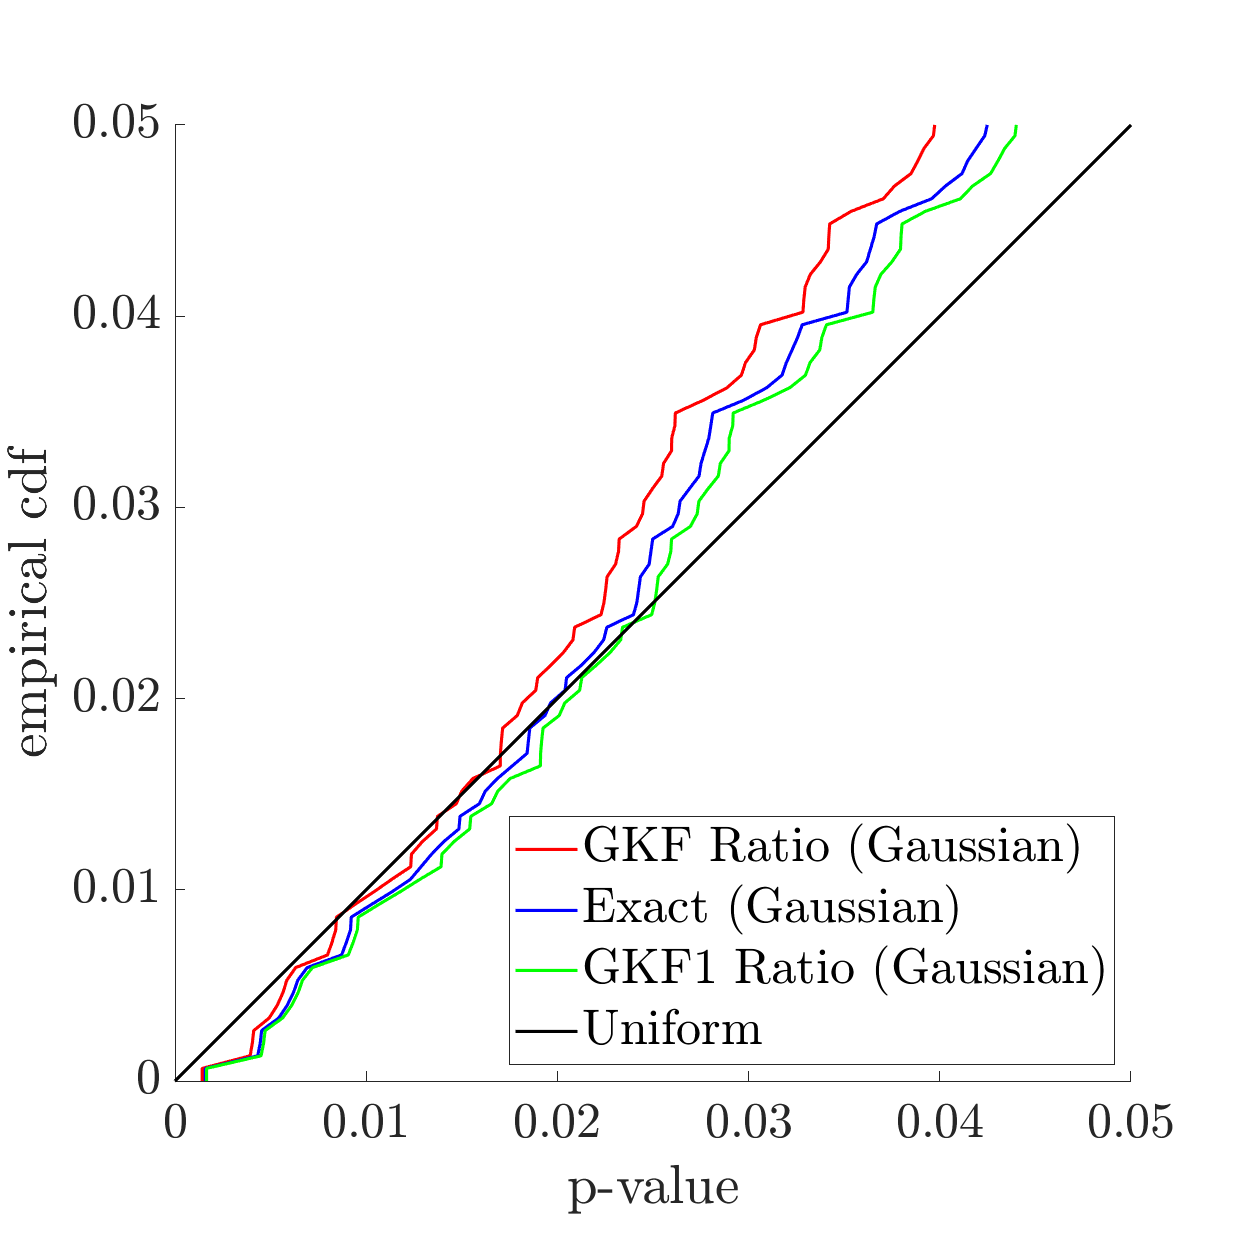 0.05
0.04
0.03
0.02
0.01
0
empirical cdf
GKF Ratio (Gaussian)
Exact (Gaussian)
GKF1 Ratio (Gaussian)
Uniform
0 0.01 0.02 0.03 0.04 0.05
p-value